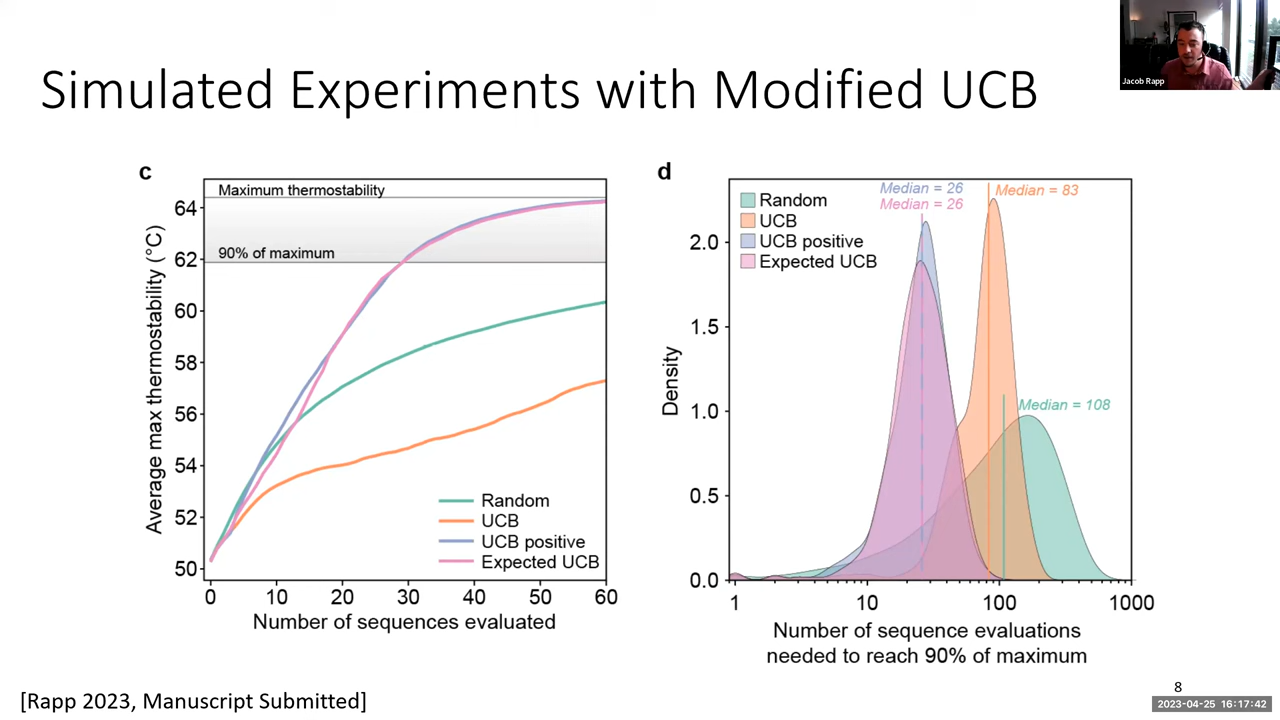 Jacob Rapp
Simulated Experiments with Modified UCB
c
Maximum thermostability
90% of maximum
Average max thermostability (°C)
64
62
60
58
56
54
52
50
Random
UCB
UCB positive
Expected UCB
0 10 20 30 40 50 60
Number of sequences evaluated
d
Random
UCB
UCB positive
Expected UCB
Median = 26
Median = 26
Median = 83
Median = 108
Density
2.0
1.5
1.0
0.5
0.0
1 10 100 1000
Number of sequence evaluations
needed to reach 90% of maximum
[Rapp 2023, Manuscript Submitted]
8
2023-04-25 16:17:42